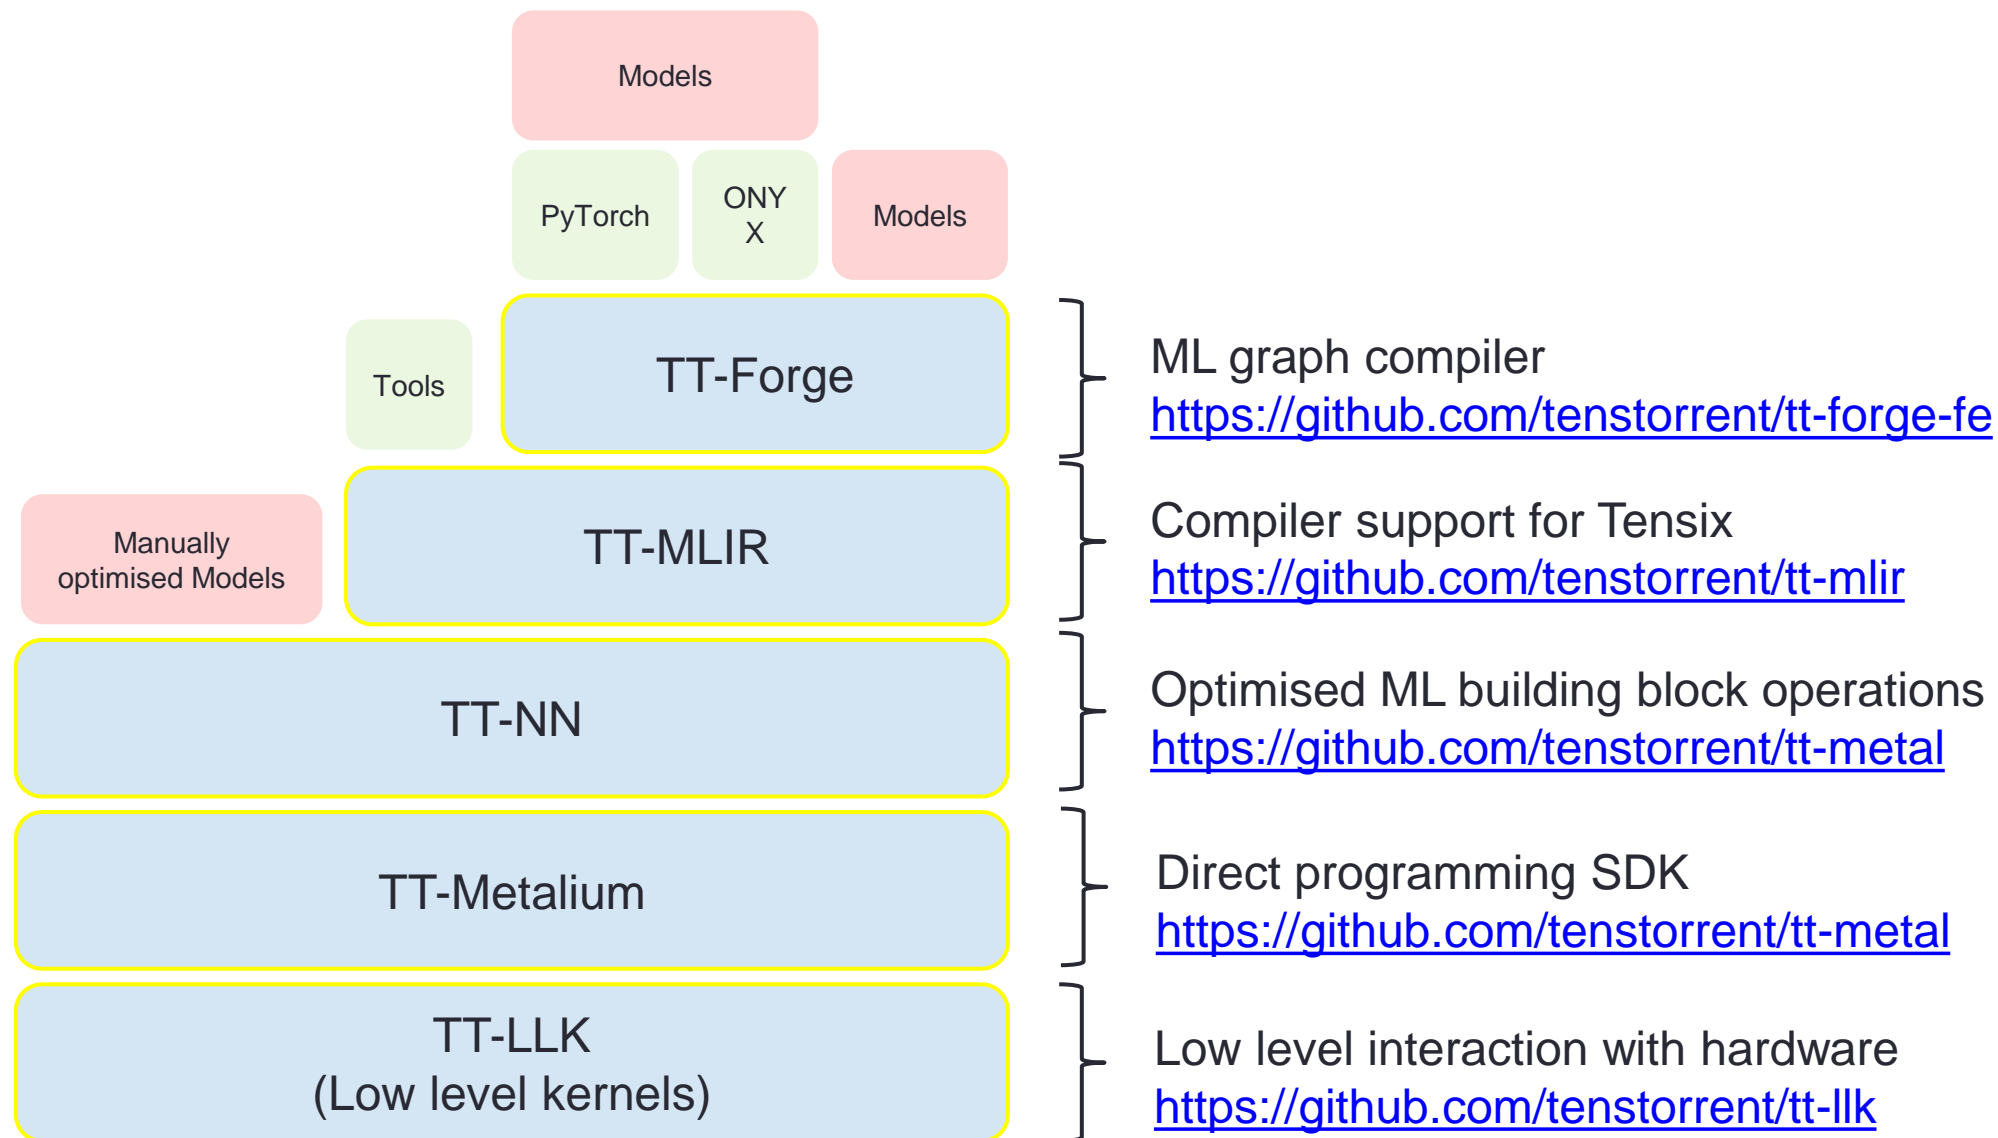 Models
PyTorch
ONY
X
Models
Tools
TT-Forge
ML graph compiler
https://github.com/tenstorrent/tt-forge-fe
Manually
optimised Models
TT-MLIR
Compiler support for Tensix
https://github.com/tenstorrent/tt-mlir
TT-NN
Optimised ML building block operations
https://github.com/tenstorrent/tt-metal
TT-Metalium
Direct programming SDK
https://github.com/tenstorrent/tt-metal
TT-LLK
(Low level kernels)
Low level interaction with hardware
https://github.com/tenstorrent/tt-llk